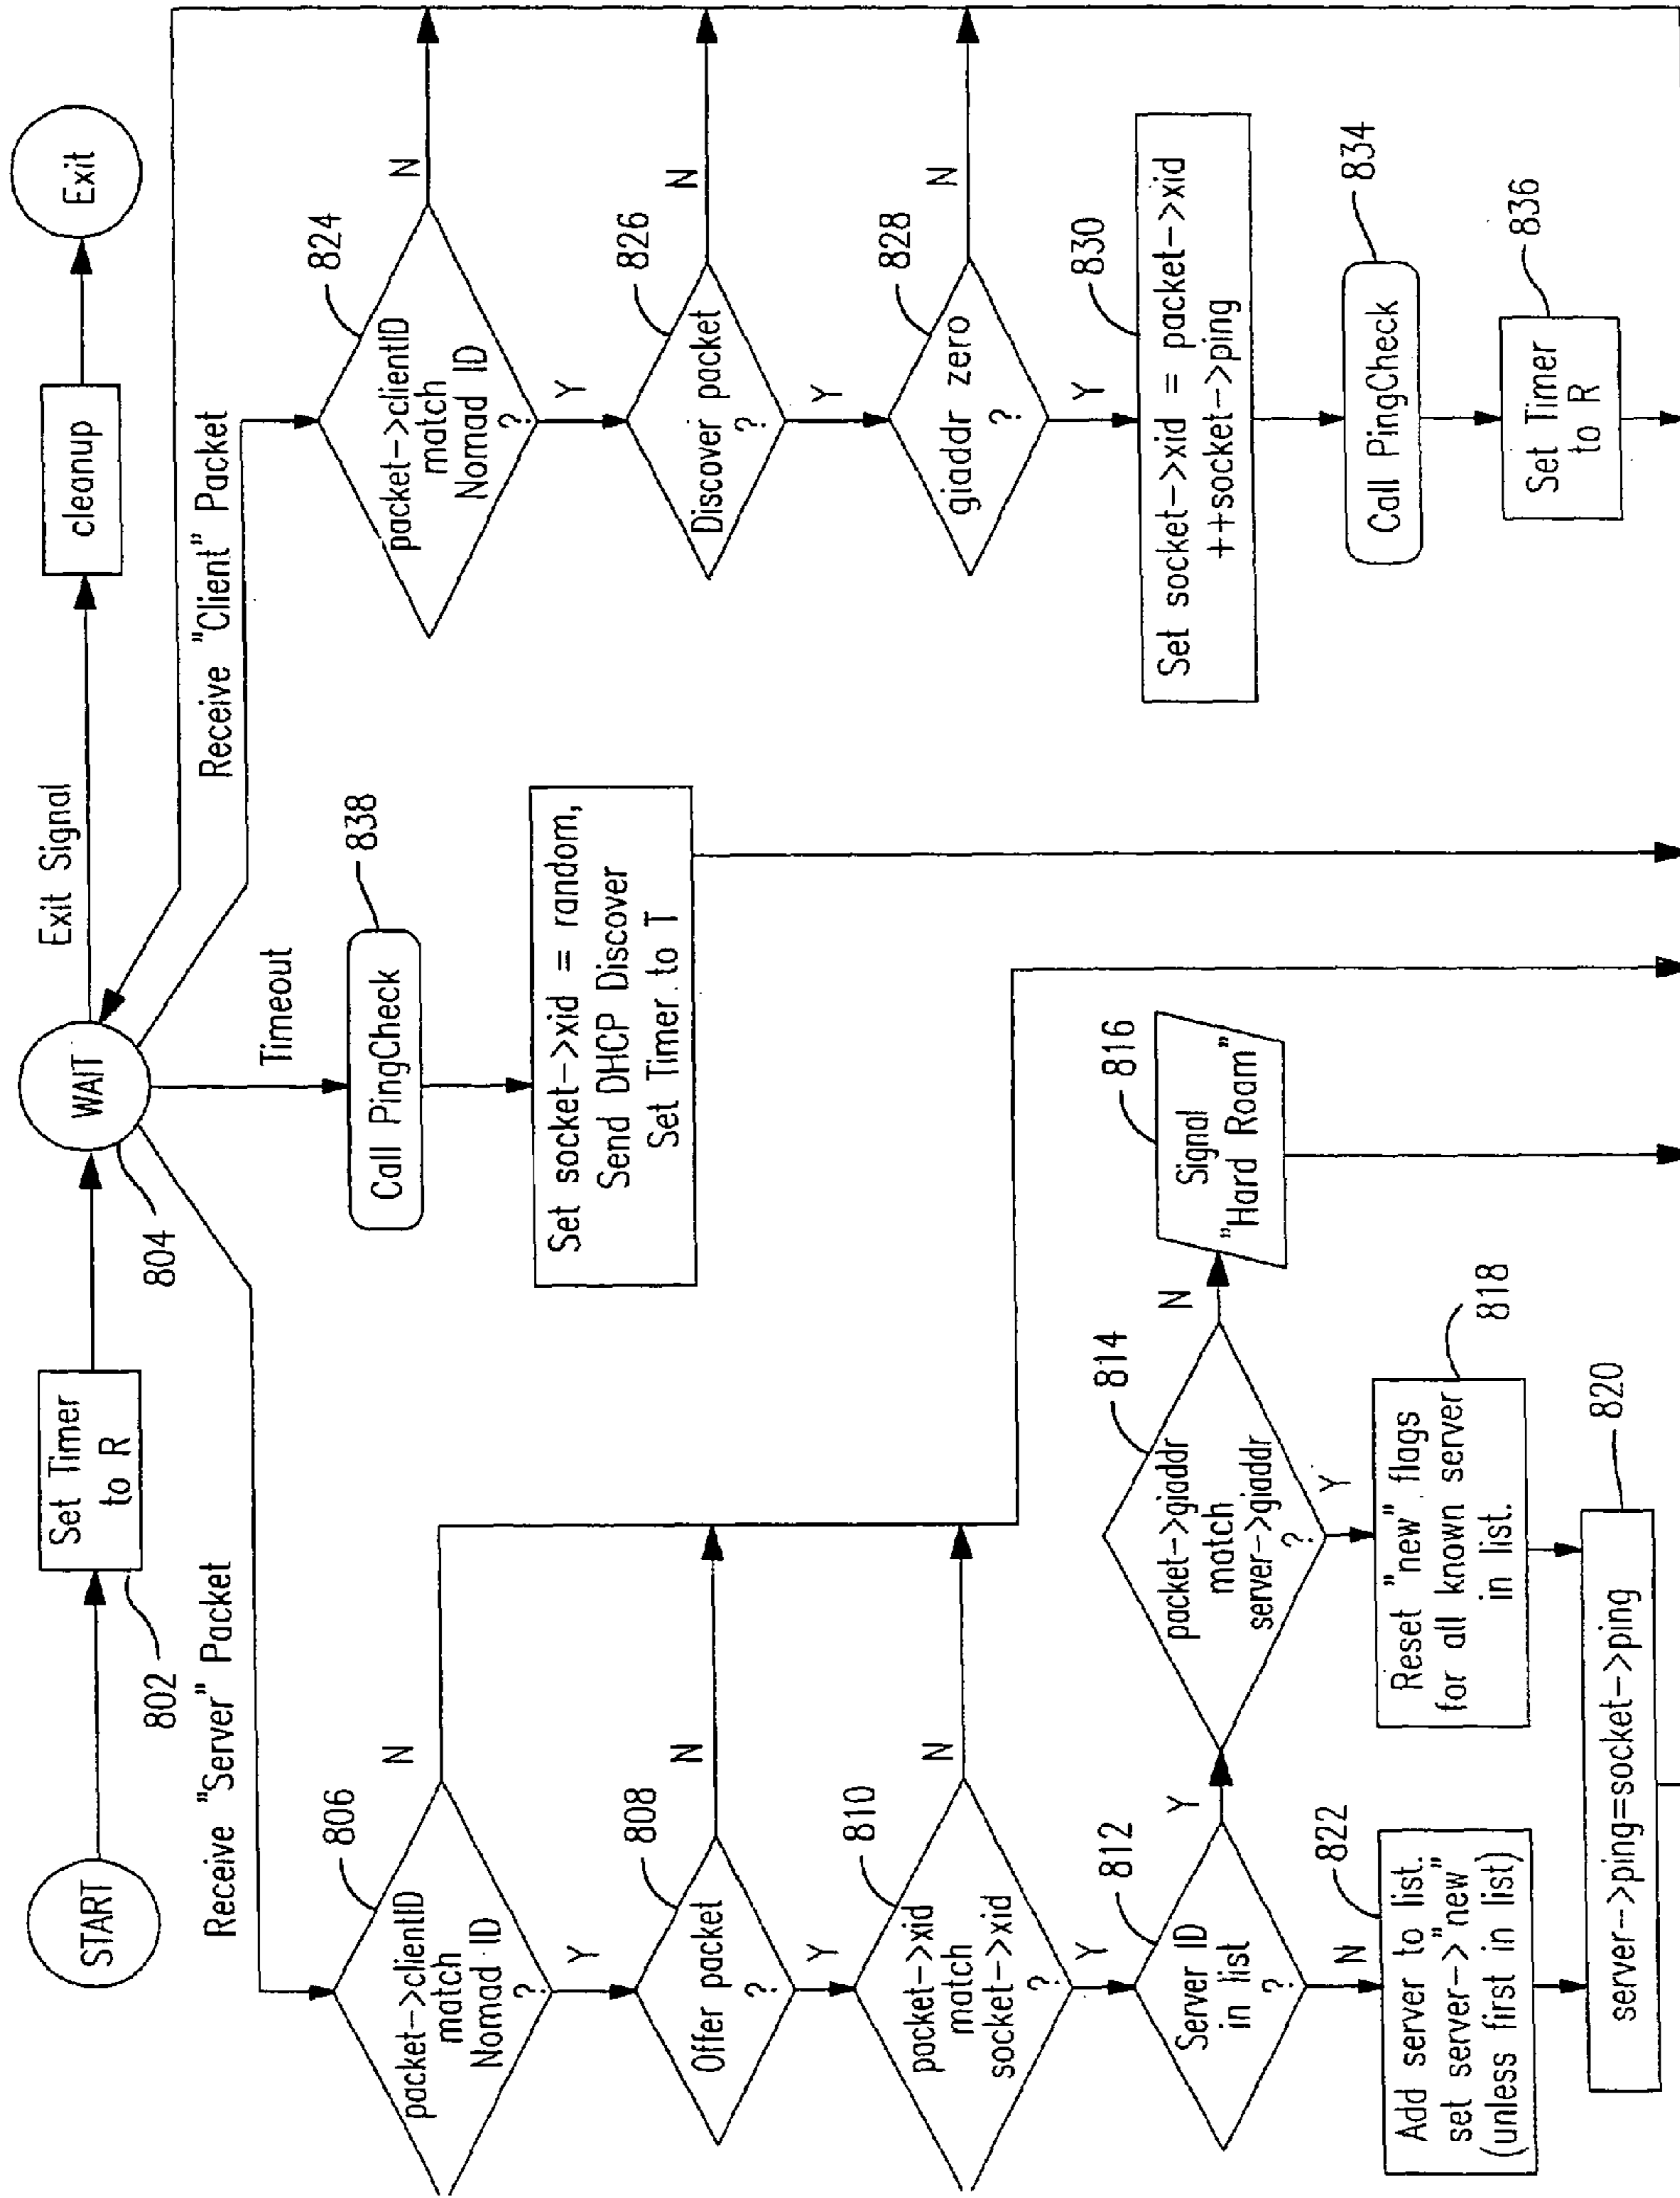 START
Set Timer
to R
802
WAIT
804
Exit Signal
cleanup
Exit
Receive "Server" Packet
Timeout
Receive "Client" Packet
806
packet->clientID
match
Nomad ID
?
N
Y
808
Offer packet
?
N
Y
810
packet->xid
match
socket->xid
?
N
Y
812
Server ID
in list
?
Y
N
814
packet->giaddr
match
server->giaddr
?
N
Y
816
Signal
"Hard Roam"
818
Reset "new" flags
for all known server
in list.
822
Add server to list.
set server->"new"
(unless first in list)
820
server->ping=socket->ping
838
Call PingCheck
Set socket->xid = random,
Send DHCP Discover
Set Timer to T
824
packet->clientID
match
Nomad ID
?
N
Y
826
Discover packet
?
N
Y
828
giaddr zero
?
N
Y
830
Set socket->xid = packet->xid
++socket->ping
834
Call PingCheck
836
Set Timer
to R